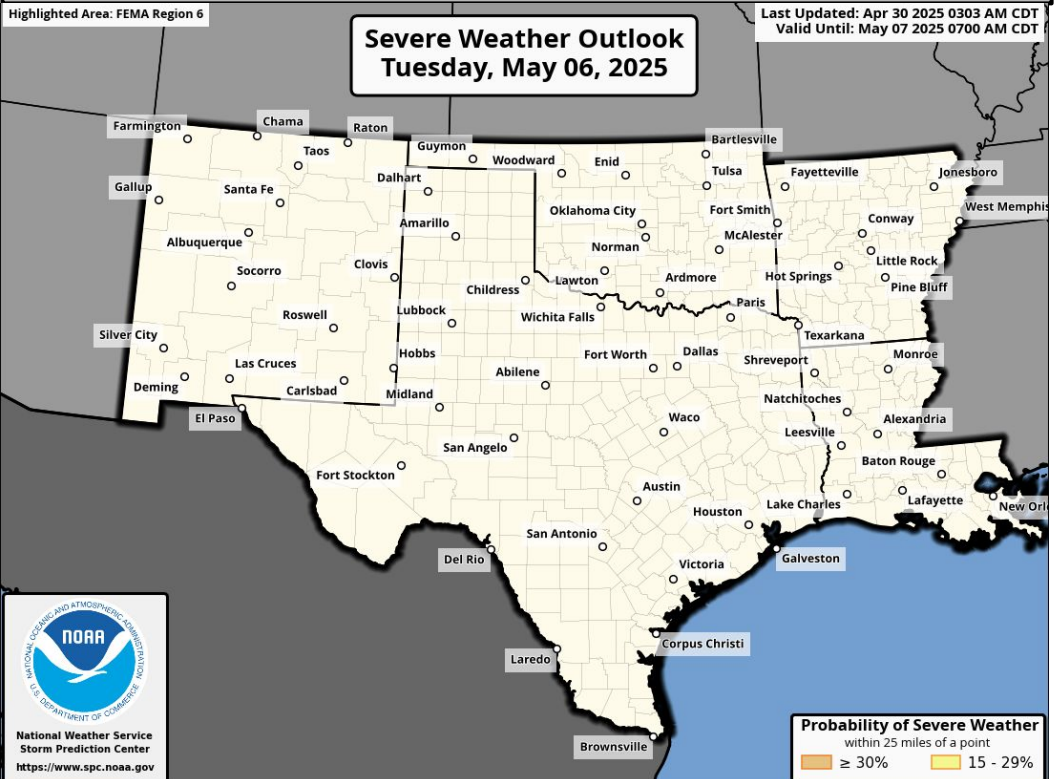 Highlighted Area: FEMA Region 6
Last Updated: Apr 30 2025 0303 AM CDT
Valid Until: May 07 2025 0700 AM CDT
Severe Weather Outlook
Tuesday, May 06, 2025
Farmington
Chama
Raton
Taos
Guymon
Woodward
Enid
Bartlesville
Tulsa
Fayetteville
Jonesboro
Gallup
Santa Fe
Dalhart
Oklahoma City
Fort Smith
West Memphis
Amarillo
Conway
Albuquerque
Norman
McAlester
Socorro
Clovis
Little Rock
Childress
Lawton
Ardmore
Hot Springs
Pine Bluff
Roswell
Lubbock
Wichita Falls
Paris
Silver City
Texarkana
Hobbs
Fort Worth
Dallas
Shreveport
Monroe
Las Cruces
Abilene
Deming
Carlsbad
Midland
Natchitoches
El Paso
Waco
Alexandria
Leesville
San Angelo
Baton Rouge
Fort Stockton
Austin
Lake Charles
Lafayette
New Orl
Houston
San Antonio
Del Rio
Galveston
Victoria
Laredo
Corpus Christi
Brownsville
NATIONAL OCEANIC AND ATMOSPHERIC ADMINISTRATION
NOAA
U.S. DEPARTMENT OF COMMERCE
National Weather Service
Storm Prediction Center
https://www.spc.noaa.gov
Probability of Severe Weather
within 25 miles of a point
≥ 30%
15 - 29%